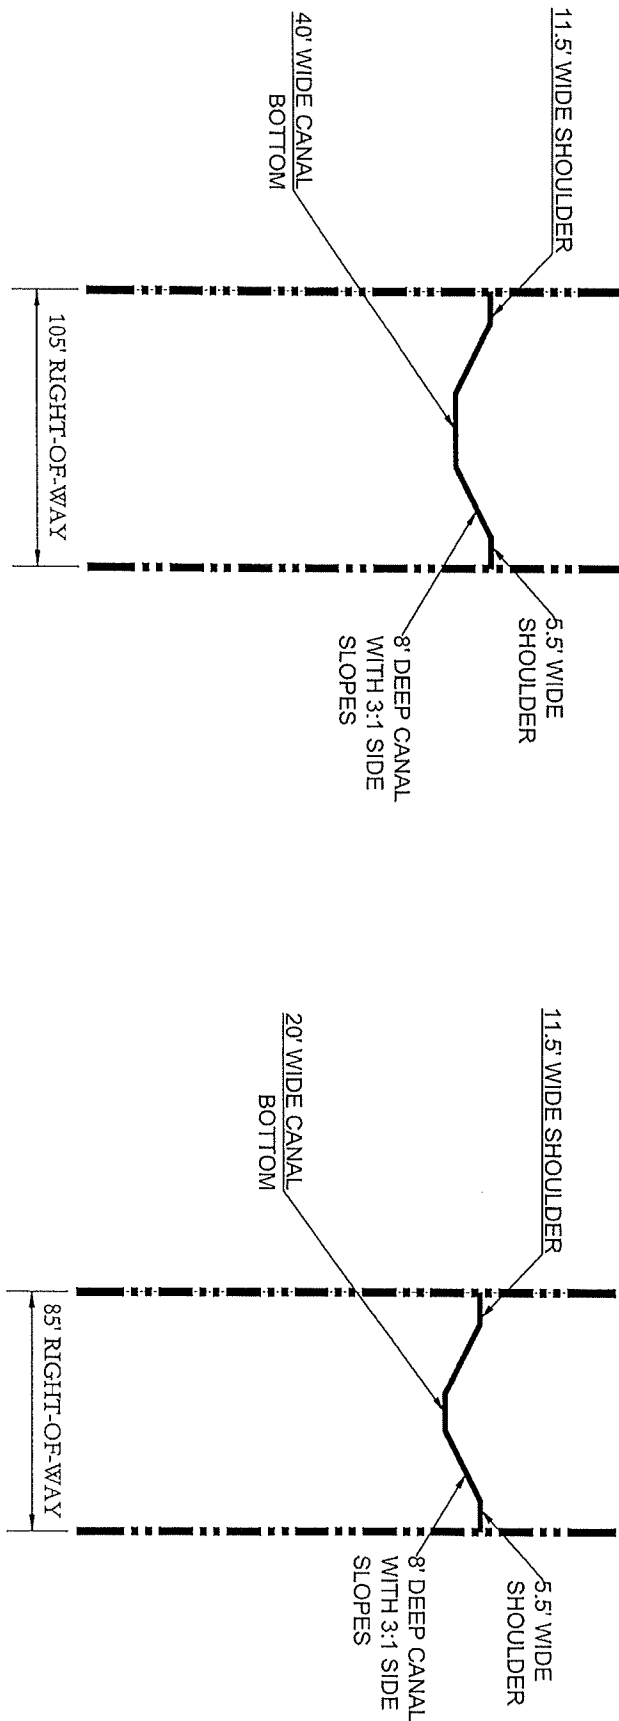 11.5' WIDE SHOULDER
40' WIDE CANAL
BOTTOM
5.5' WIDE
SHOULDER
8' DEEP CANAL
WITH 3:1 SIDE
SLOPES
105' RIGHT-OF-WAY
11.5' WIDE SHOULDER
20' WIDE CANAL
BOTTOM
5.5' WIDE
SHOULDER
8' DEEP CANAL
WITH 3:1 SIDE
SLOPES
85' RIGHT-OF-WAY